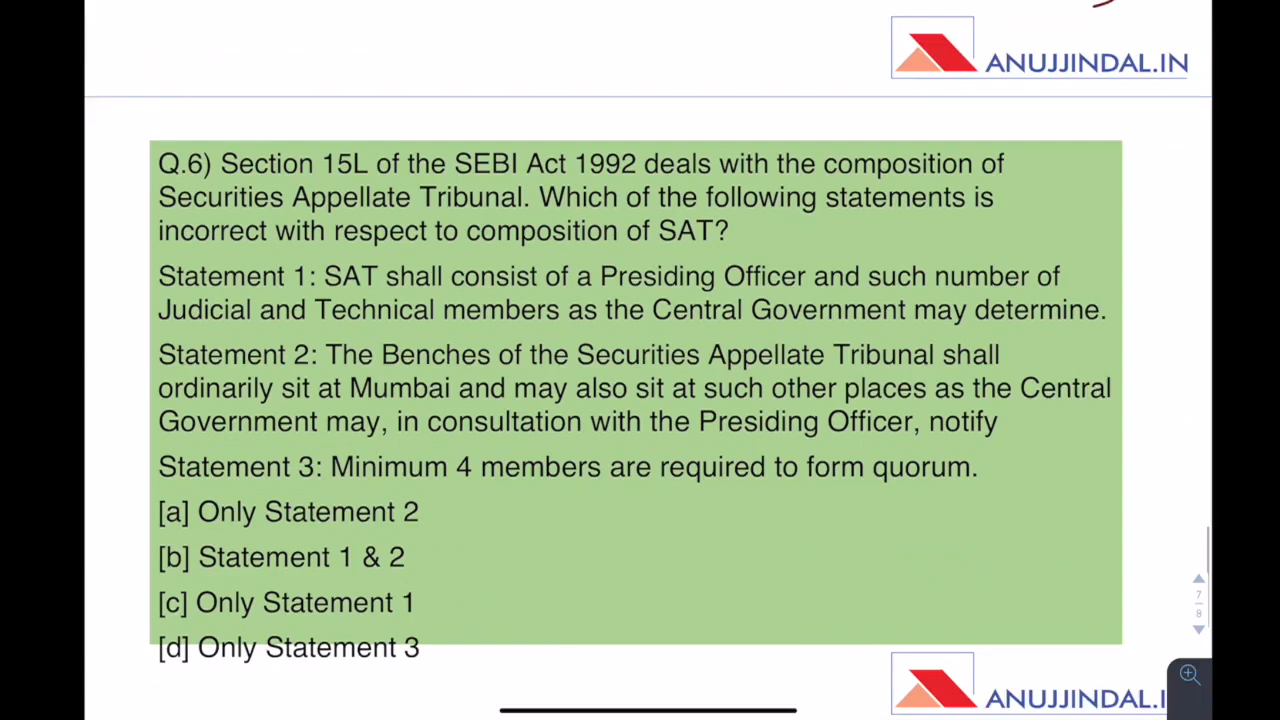 ANUJJINDAL.IN
Q.6) Section 15L of the SEBI Act 1992 deals with the composition of
Securities Appellate Tribunal. Which of the following statements is
incorrect with respect to composition of SAT?
Statement 1: SAT shall consist of a Presiding Officer and such number of
Judicial and Technical members as the Central Government may determine.
Statement 2: The Benches of the Securities Appellate Tribunal shall
ordinarily sit at Mumbai and may also sit at such other places as the Central
Government may, in consultation with the Presiding Officer, notify
Statement 3: Minimum 4 members are required to form quorum.
[a] Only Statement 2
[b] Statement 1 & 2
[c] Only Statement 1
[d] Only Statement 3
7
8
ANUJJINDAL.I